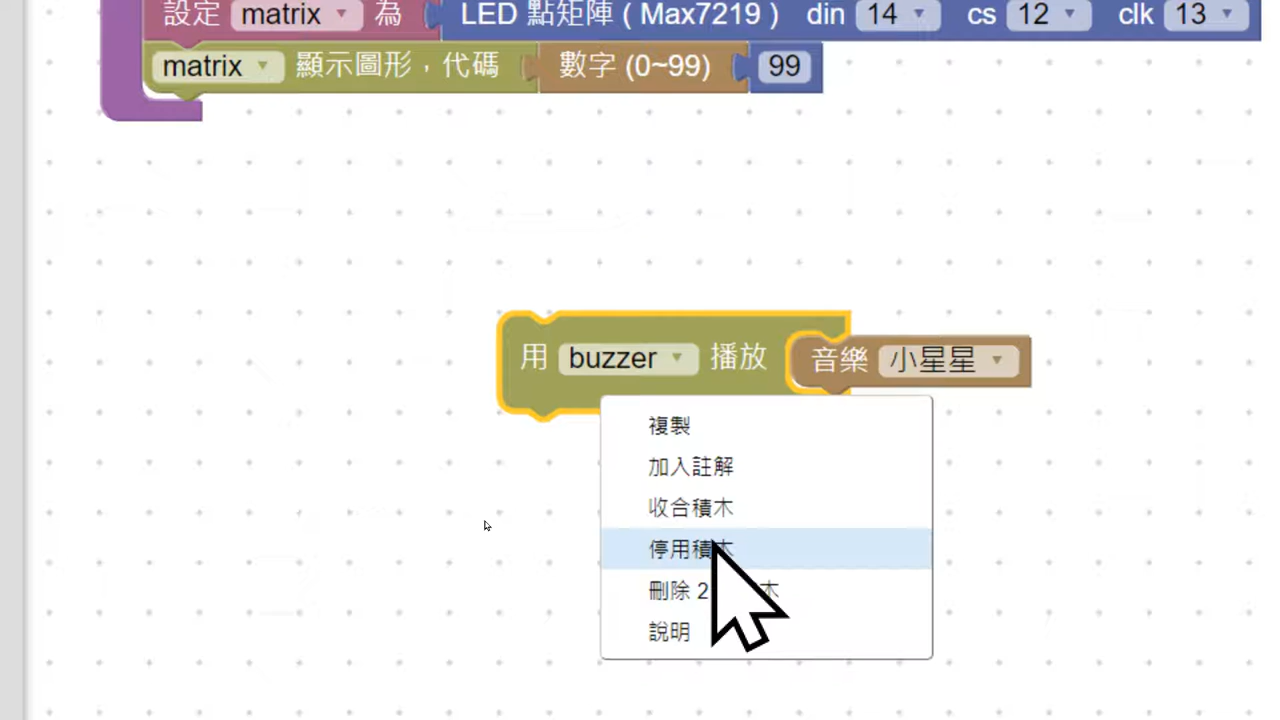 設定 matrix 為 LED 點矩陣 ( Max7219 ) din 14 cs 12 clk 13
matrix 顯示圖形，代碼 數字 (0~99) 99
用 buzzer 播放 音樂 小星星
複製
加入註解
收合積木
停用積木
刪除 2 木
說明